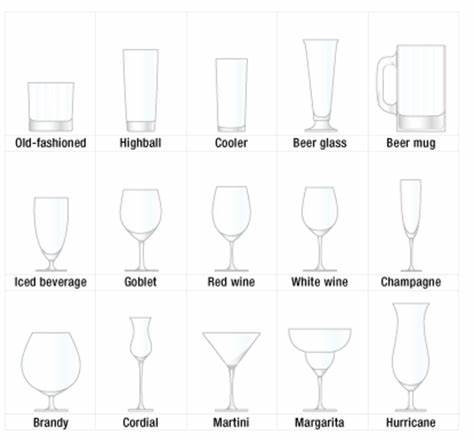 Old-fashioned
Highball
Cooler
Beer glass
Beer mug
Iced beverage
Goblet
Red wine
White wine
Champagne
Brandy
Cordial
Martini
Margarita
Hurricane